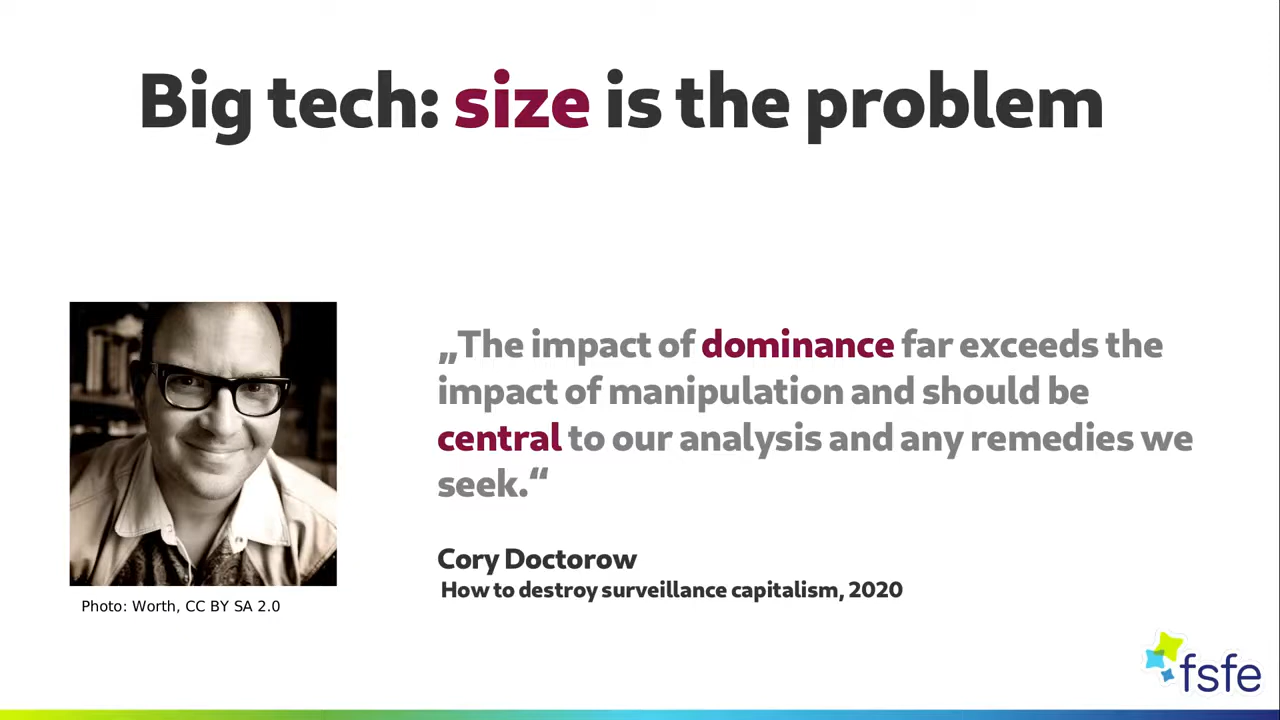 Big tech: size is the problem
„The impact of dominance far exceeds the
impact of manipulation and should be
central to our analysis and any remedies we
seek.“
Cory Doctorow
How to destroy surveillance capitalism, 2020
Photo: Worth, CC BY SA 2.0
fsfe